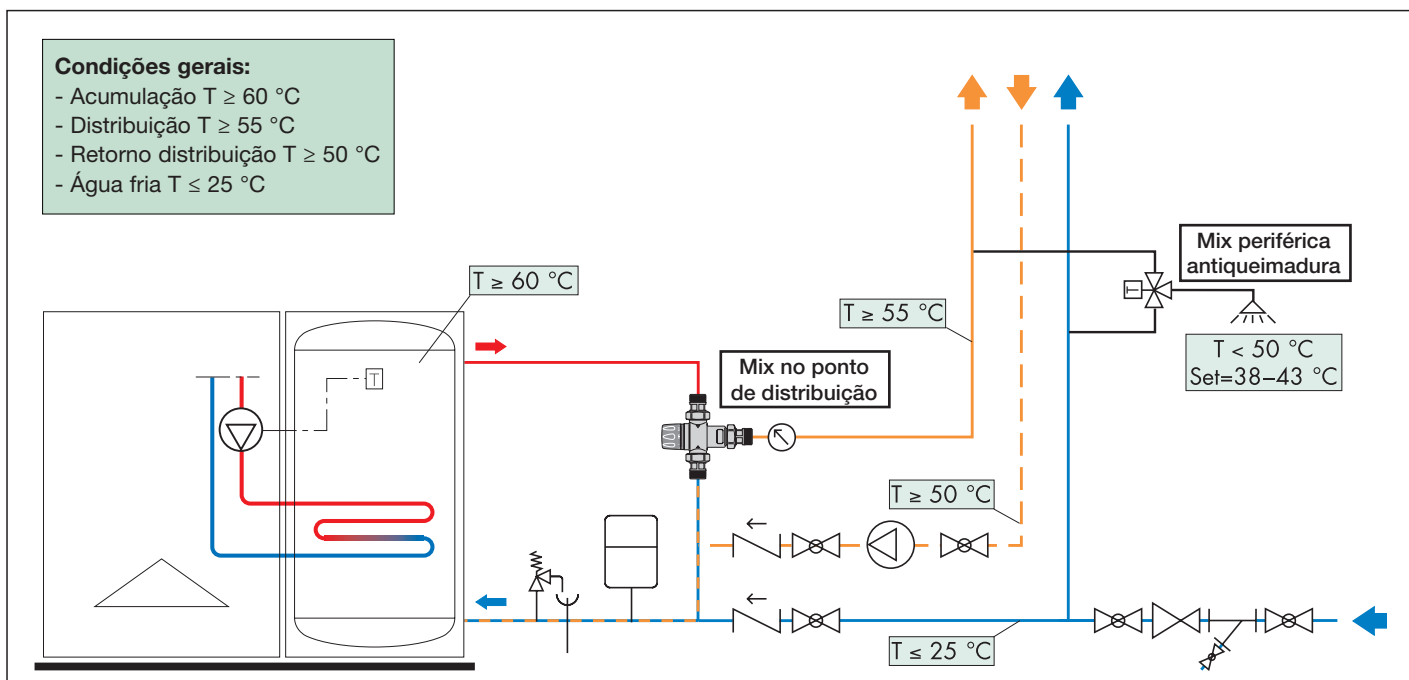 Condições gerais:
- Acumulação T ≥ 60 °C
- Distribuição T ≥ 55 °C
- Retorno distribuição T ≥ 50 °C
- Água fria T ≤ 25 °C
T ≥ 60 °C
T
Mix no ponto
de distribuição
T ≥ 55 °C
Mix periférica
antiqueimadura
T
T < 50 °C
Set=38–43 °C
T ≥ 50 °C
T ≤ 25 °C